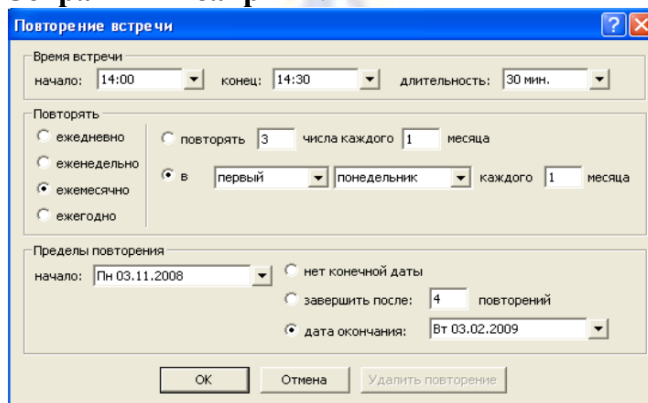 Повторение встречи
Время встречи
начало: 14:00 конец: 14:30 длительность: 30 мин.
Повторять
ежедневно
еженедельно
ежемесячно
ежегодно
повторять 3 числа каждого 1 месяца
в первый понедельник каждого 1 месяца
Пределы повторения
начало: Пн 03.11.2008
нет конечной даты
завершить после: 4 повторений
дата окончания: Вт 03.02.2009
ОК Отмена Удалить повторение